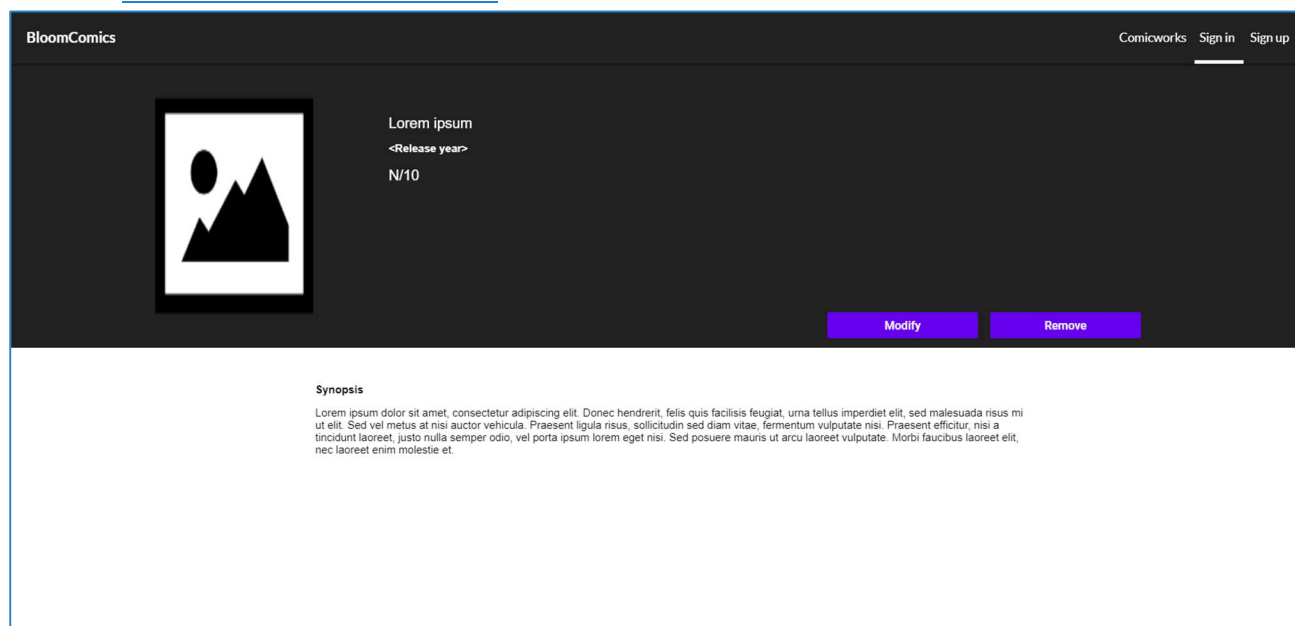 BloomComics
Comicworks Sign in Sign up
Lorem ipsum
<Release year>
N/10
Modify Remove
Synopsis
Lorem ipsum dolor sit amet, consectetur adipiscing elit. Donec hendrerit, felis quis facilisis feugiat, urna tellus imperdiet elit, sed malesuada risus mi
ut elit. Sed vel metus at nisi auctor vehicula. Praesent ligula risus, sollicitudin sed diam vitae, fermentum vulputate nisi. Praesent efficitur, nisi a
tincidunt laoreet, justo nulla semper odio, vel porta ipsum lorem eget nisi. Sed posuere mauris ut arcu laoreet vulputate. Morbi faucibus laoreet elit,
nec laoreet enim molestie et.